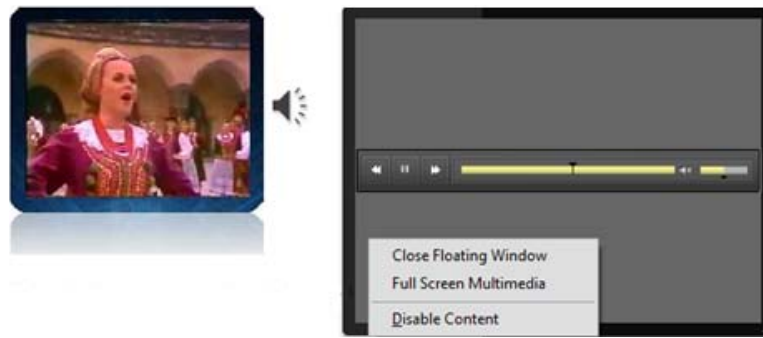 Close Floating Window
Full Screen Multimedia
Disable Content